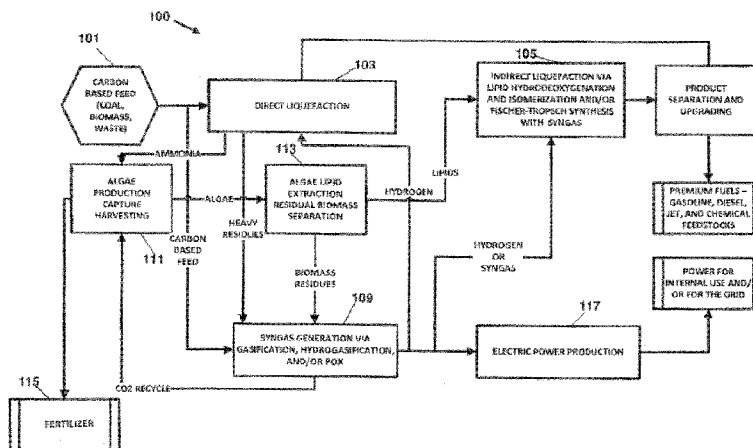 100
101
CARBON
BASED FEED
(COAL,
BIOMASS,
WASTE)
103
DIRECT LIQUEFACTION
105
INDIRECT LIQUEFACTION VIA
LIPID HYDRODEOXYGENATION
AND ISOMERIZATION AND/OR
FISCHER-TROPSCH SYNTHESIS
WITH SYNGAS
PRODUCT
SEPARATION AND
UPGRADING
AMMONIA
ALGAE
PRODUCTION
CAPTURE
HARVESTING
111
ALGAE
113
ALGAE LIPID
EXTRACTION
RESIDUAL BIOMASS
SEPARATION
HYDROGEN
LIPIDS
PREMIUM FUELS –
GASOLINE, DIESEL,
JET, AND CHEMICAL
FEEDSTOCKS
HEAVY
RESIDUES
CARBON
BASED
FEED
BIOMASS
RESIDUES
HYDROGEN
OR
SYNGAS
POWER FOR
INTERNAL USE AND/
OR FOR THE GRID
109
SYNGAS GENERATION VIA
GASIFICATION, HYDROGASIFICATION,
AND/OR POX
117
ELECTRIC POWER PRODUCTION
CO2 RECYCLE
115
FERTILIZER